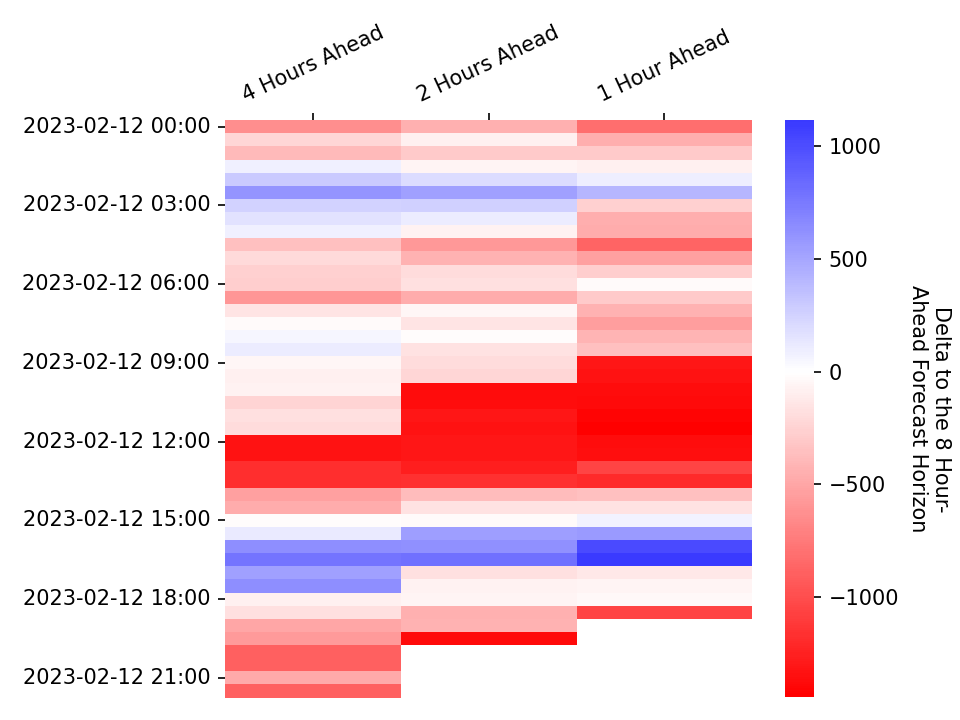 4 Hours Ahead
2 Hours Ahead
1 Hour Ahead
2023-02-12 00:00
2023-02-12 03:00
2023-02-12 06:00
2023-02-12 09:00
2023-02-12 12:00
2023-02-12 15:00
2023-02-12 18:00
2023-02-12 21:00
1000
500
0
−500
−1000
Delta to the 8 Hour-
Ahead Forecast Horizon